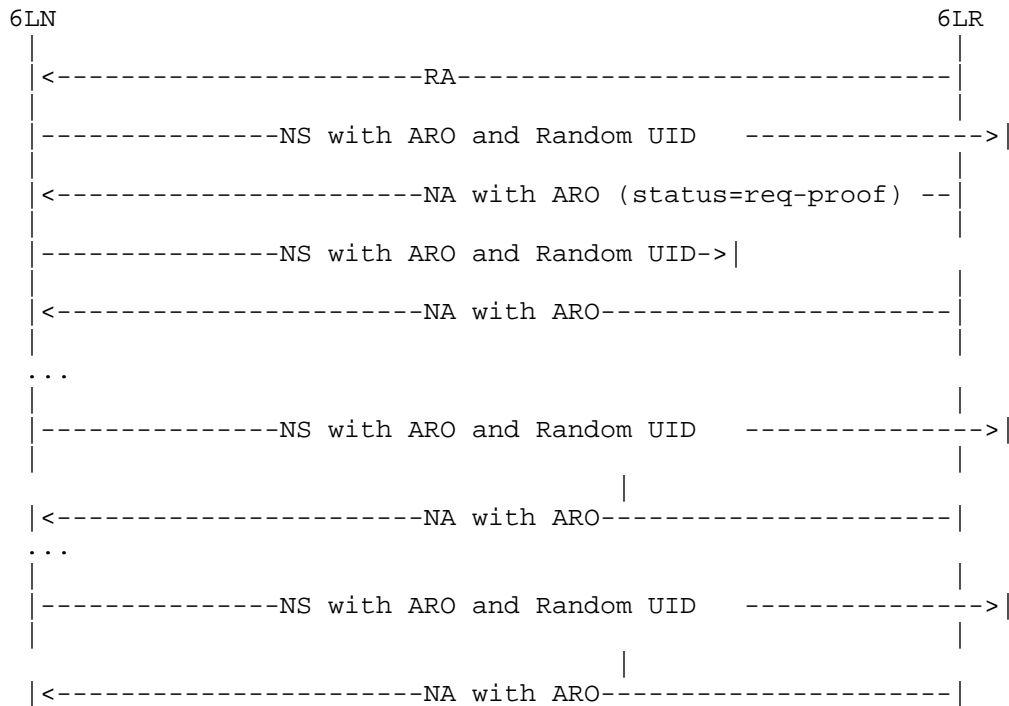 6LN 6LR
|<-----------------------RA-------------------------------|
|---------------NS with ARO and Random UID --------------->|
|<-----------------------NA with ARO (status=req-proof) --|
|---------------NS with ARO and Random UID->|
|<-----------------------NA with ARO----------------------|
...
|---------------NS with ARO and Random UID --------------->|
|<-----------------------NA with ARO----------------------|
...
|---------------NS with ARO and Random UID --------------->|
|<-----------------------NA with ARO----------------------|